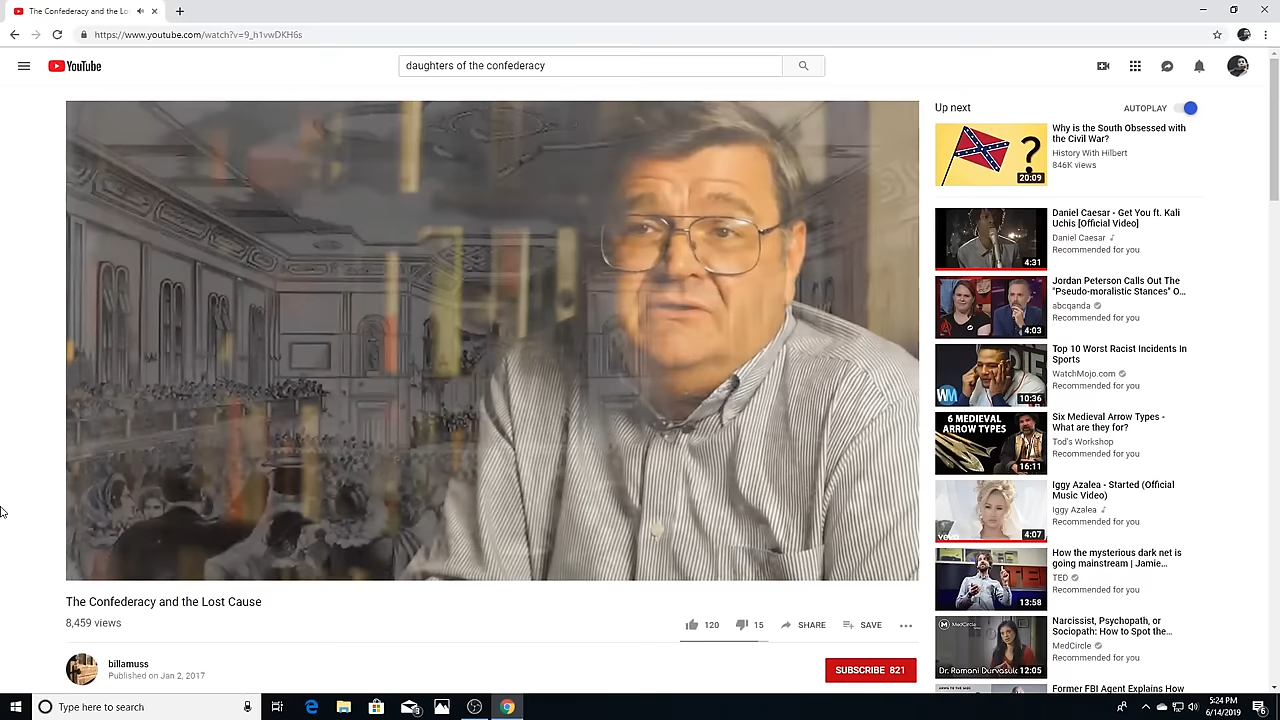 The Confederacy and the Lo
https://www.youtube.com/watch?v=9_h1vwDKH6s
YouTube
daughters of the confederacy
Up next
AUTOPLAY
Why is the South Obsessed with
the Civil War?
History With Hilbert
846K views
?
20:09
Daniel Caesar - Get You ft. Kali
Uchis [Official Video]
Daniel Caesar
Recommended for you
4:31
Jordan Peterson Calls Out The
"Pseudo-moralistic Stances" O...
abcqanda
Recommended for you
4:03
Top 10 Worst Racist Incidents In
Sports
WatchMojo.com
Recommended for you
WM
10:36
Six Medieval Arrow Types -
What are they for?
Tod's Workshop
Recommended for you
6 MEDIEVAL
ARROW TYPES
16:11
Iggy Azalea - Started (Official
Music Video)
Iggy Azalea
Recommended for you
vevo
4:07
How the mysterious dark net is
going mainstream | Jamie...
TED
Recommended for you
13:58
Narcissist, Psychopath, or
Sociopath: How to Spot the...
MedCircle
Recommended for you
MedCircle
Dr. Ramani Durvasula
12:05
Former FBI Agent Explains How
The Confederacy and the Lost Cause
8,459 views
120
15
SHARE
SAVE
billamuss
Published on Jan 2, 2017
SUBSCRIBE 821
Type here to search
5:24 PM
6/14/2019